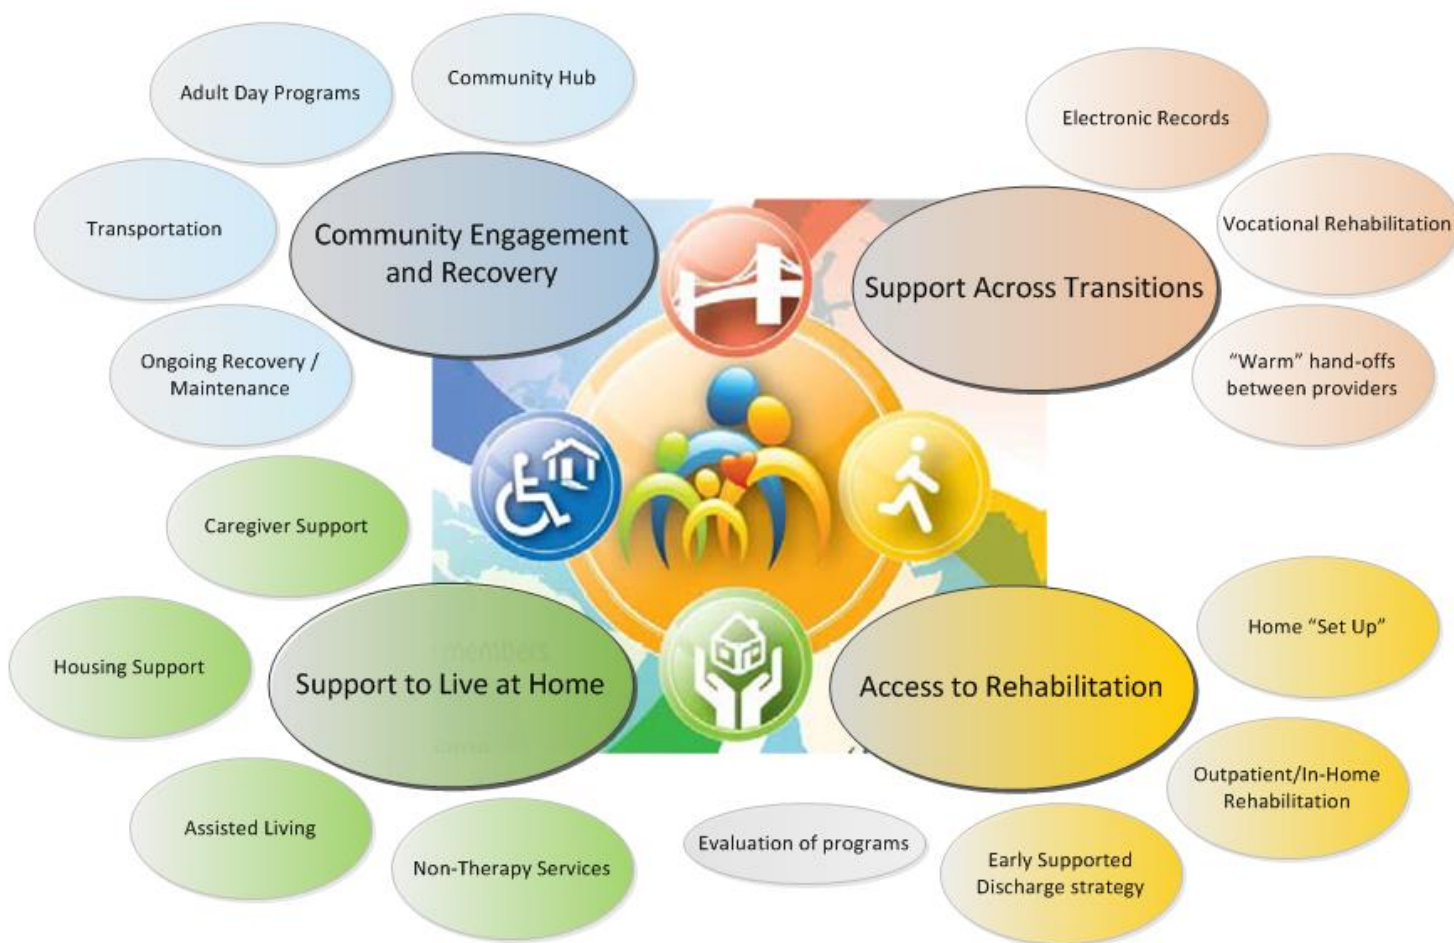 Community Hub
Adult Day Programs
Transportation
Ongoing Recovery /
Maintenance
Community Engagement
and Recovery
Electronic Records
Vocational Rehabilitation
"Warm" hand-offs
between providers
Support Across Transitions
Caregiver Support
Housing Support
Support to Live at Home
Assisted Living
Non-Therapy Services
members
Home "Set Up"
Access to Rehabilitation
Outpatient/In-Home
Rehabilitation
Early Supported
Discharge strategy
Evaluation of programs